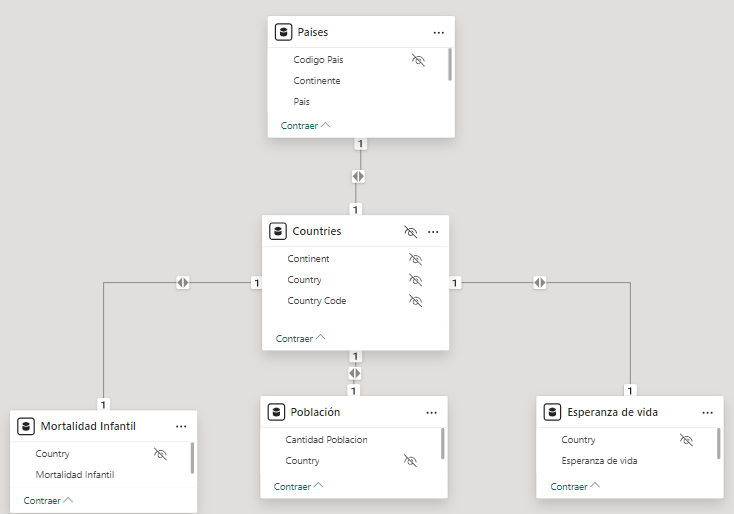 Paises
Codigo Pais
Continente
Pais
Contraer
1
1
Countries
Continent
Country
Country Code
Contraer
1
1
1
1
1
1
Mortalidad Infantil
Country
Mortalidad Infantil
Contraer
Población
Cantidad Poblacion
Country
Contraer
Esperanza de vida
Country
Esperanza de vida
Contraer